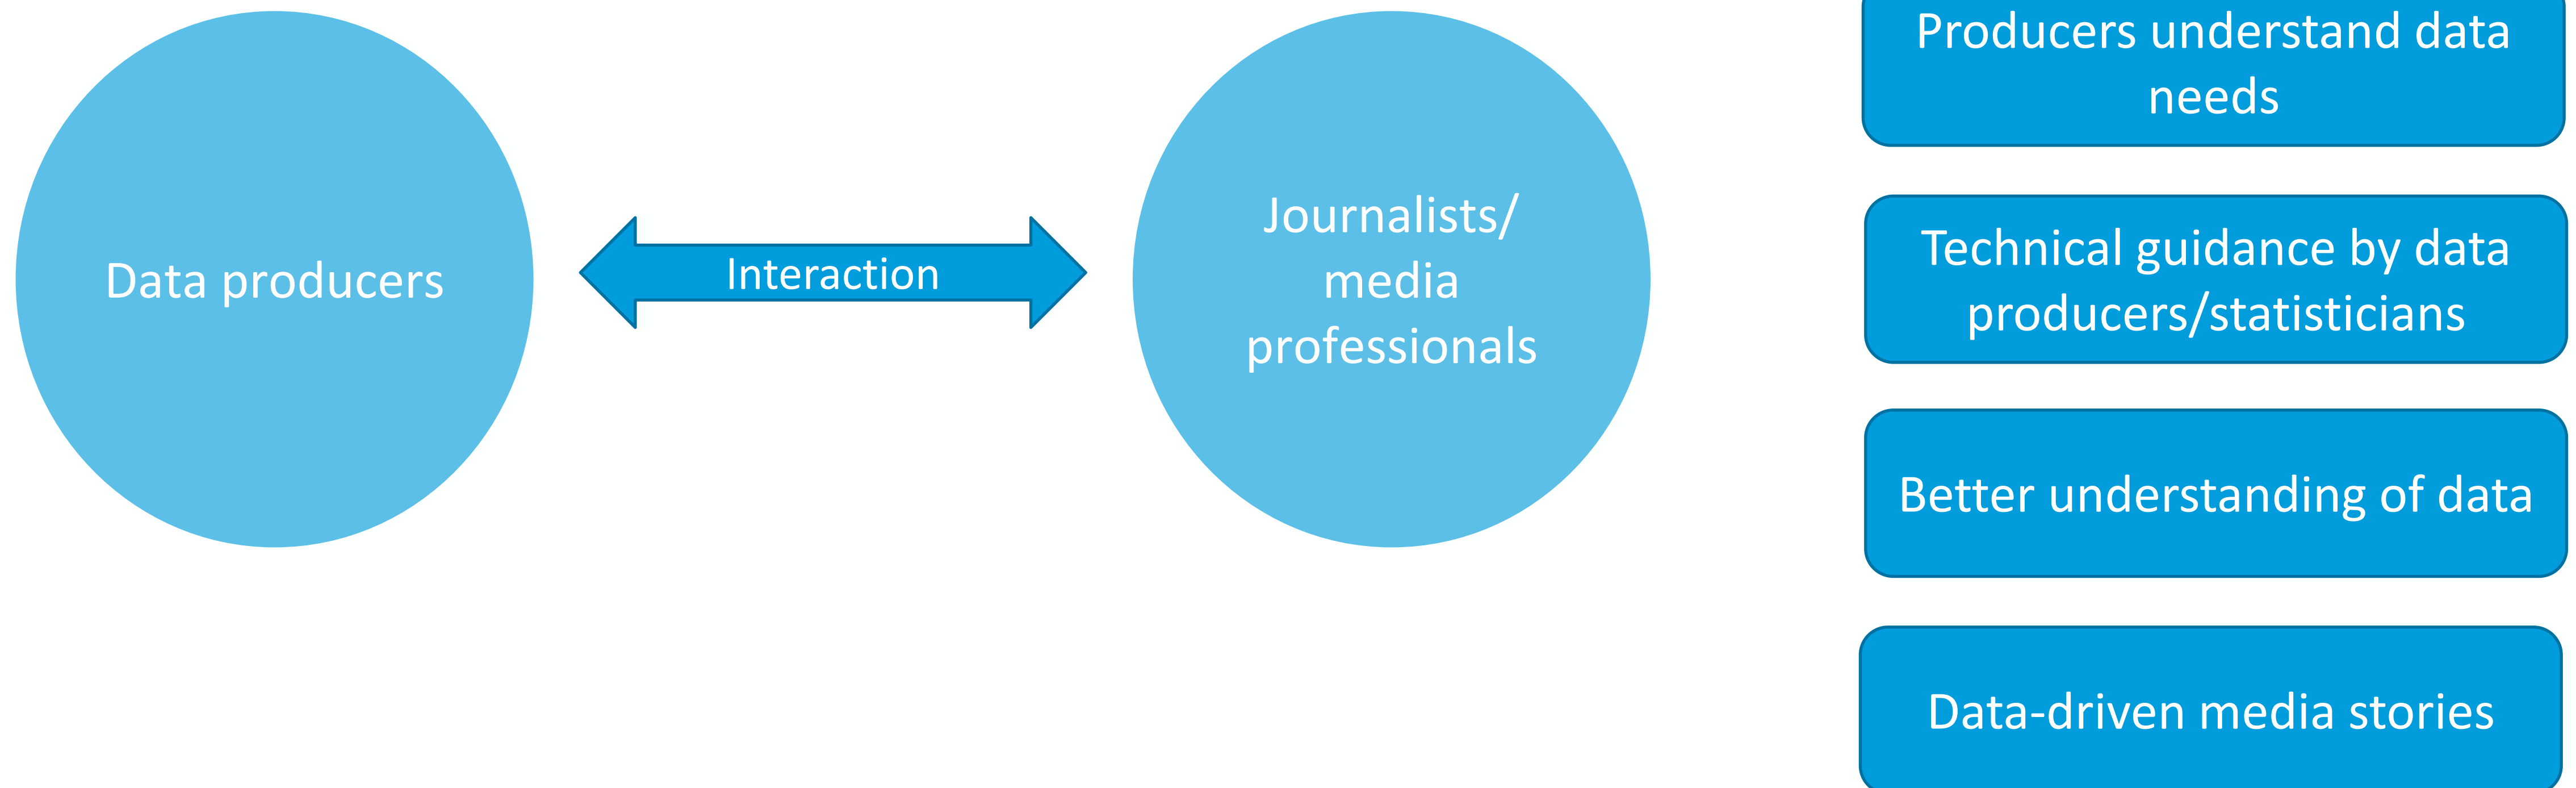 Data producers
Interaction
Journalists/
media
professionals
Producers understand data
needs
Technical guidance by data
producers/statisticians
Better understanding of data
Data-driven media stories